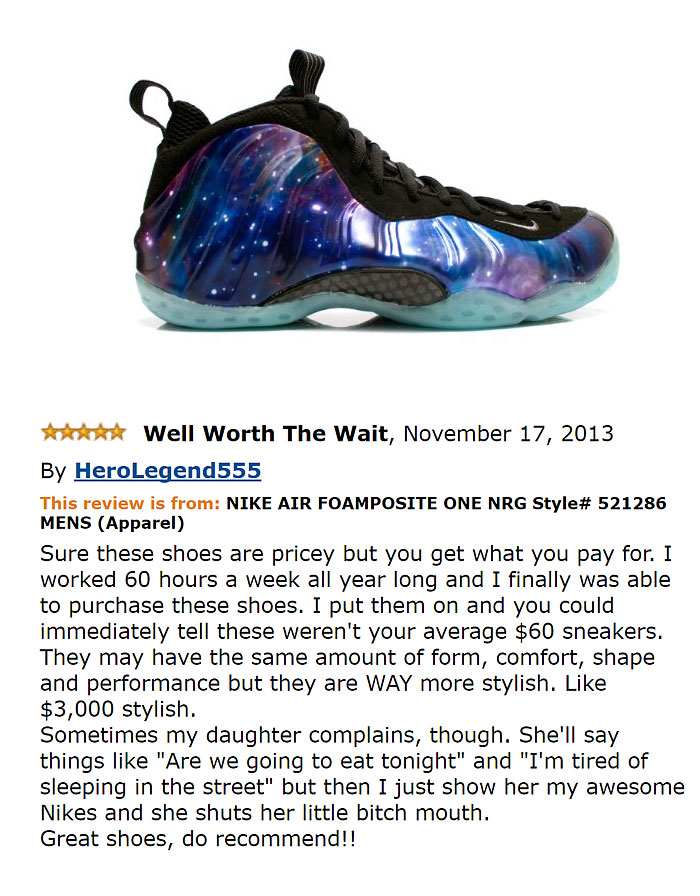 Well Worth The Wait, November 17, 2013
By HeroLegend555
This review is from: NIKE AIR FOAMPOSITE ONE NRG Style# 521286
MENS (Apparel)
Sure these shoes are pricey but you get what you pay for. I
worked 60 hours a week all year long and I finally was able
to purchase these shoes. I put them on and you could
immediately tell these weren't your average $60 sneakers.
They may have the same amount of form, comfort, shape
and performance but they are WAY more stylish. Like
$3,000 stylish.
Sometimes my daughter complains, though. She'll say
things like "Are we going to eat tonight" and "I'm tired of
sleeping in the street" but then I just show her my awesome
Nikes and she shuts her little bitch mouth.
Great shoes, do recommend!!